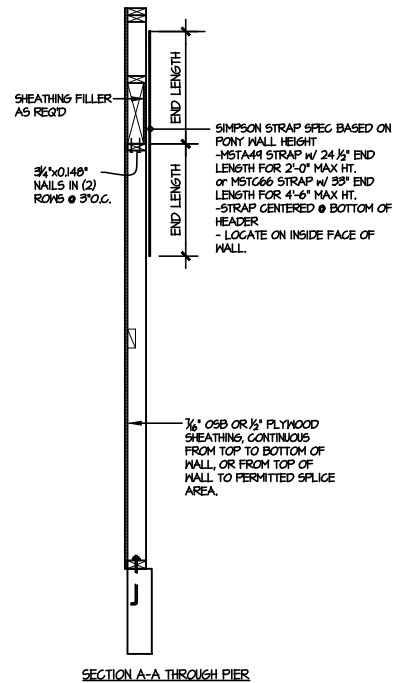 END LENGTH
SHEATHING FILLER
AS REQ'D
3¼"x0.148"
NAILS IN (2)
ROWS @ 3"O.C.
END LENGTH
SIMPSON STRAP SPEC BASED ON
PONY WALL HEIGHT
-MSTA49 STRAP w/ 24 ½" END
LENGTH FOR 2'-0" MAX HT.
or MSTC66 STRAP w/ 33" END
LENGTH FOR 4'-6" MAX HT.
-STRAP CENTERED @ BOTTOM OF
HEADER
- LOCATE ON INSIDE FACE OF
WALL.
7/16" OSB OR ½" PLYWOOD
SHEATHING, CONTINUOUS
FROM TOP TO BOTTOM OF
WALL, OR FROM TOP OF
WALL TO PERMITTED SPLICE
AREA.
SECTION A-A THROUGH PIER